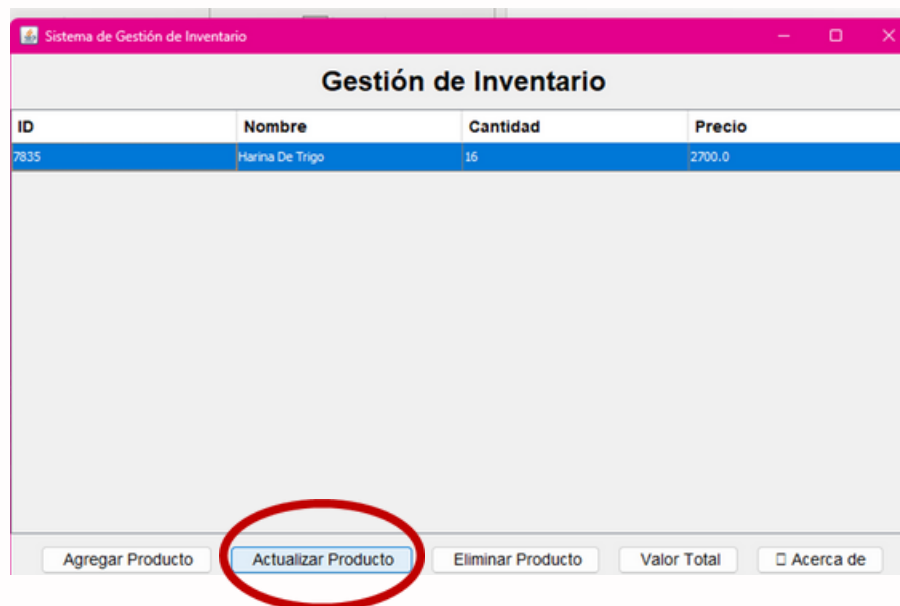 Sistema de Gestión de Inventario
Gestión de Inventario
ID Nombre Cantidad Precio
7835 Harina De Trigo 16 2700.0
Agregar Producto Actualizar Producto Eliminar Producto Valor Total Acerca de